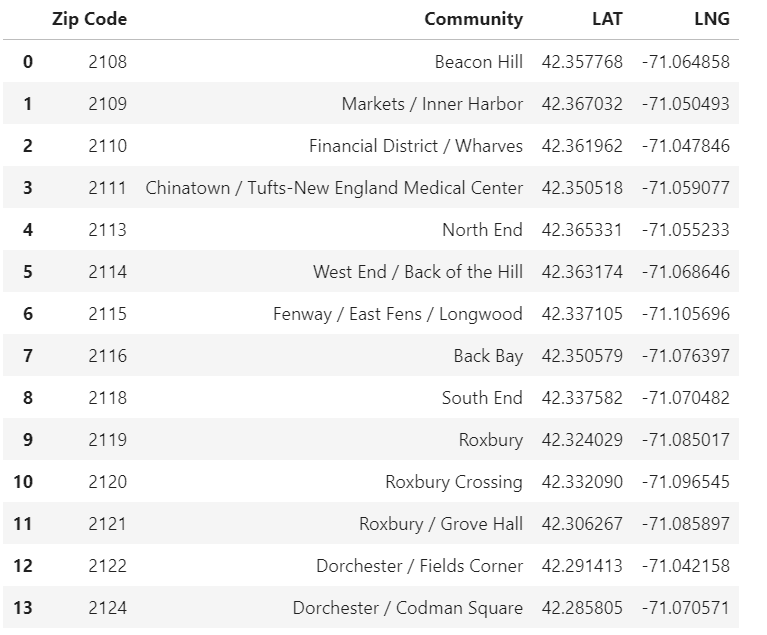 Zip Code Community LAT LNG
0 2108 Beacon Hill 42.357768 -71.064858
1 2109 Markets / Inner Harbor 42.367032 -71.050493
2 2110 Financial District / Wharves 42.361962 -71.047846
3 2111 Chinatown / Tufts-New England Medical Center 42.350518 -71.059077
4 2113 North End 42.365331 -71.055233
5 2114 West End / Back of the Hill 42.363174 -71.068646
6 2115 Fenway / East Fens / Longwood 42.337105 -71.105696
7 2116 Back Bay 42.350579 -71.076397
8 2118 South End 42.337582 -71.070482
9 2119 Roxbury 42.324029 -71.085017
10 2120 Roxbury Crossing 42.332090 -71.096545
11 2121 Roxbury / Grove Hall 42.306267 -71.085897
12 2122 Dorchester / Fields Corner 42.291413 -71.042158
13 2124 Dorchester / Codman Square 42.285805 -71.070571